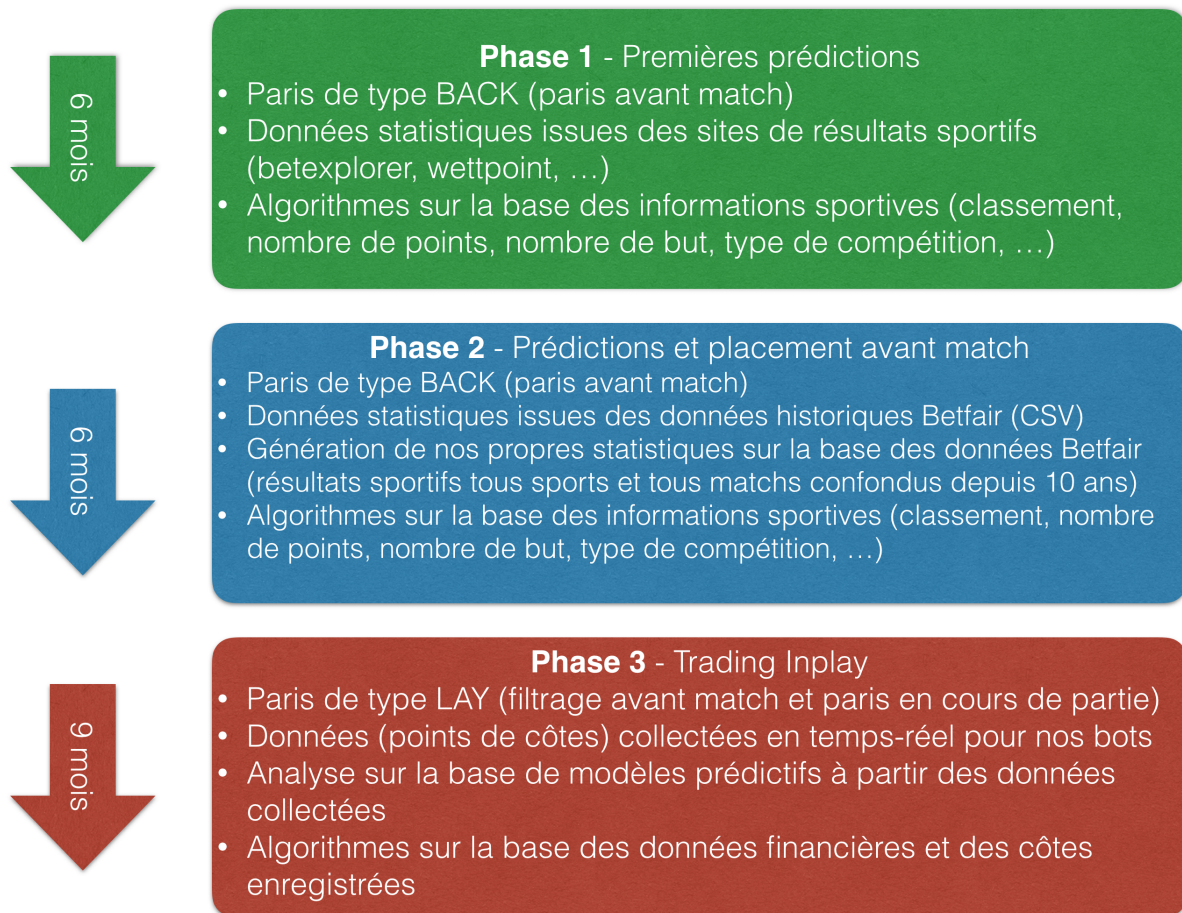 6 mois
Phase 1 - Premières prédictions
• Paris de type BACK (paris avant match)
• Données statistiques issues des sites de résultats sportifs
(betexplorer, wettpoint, …)
• Algorithmes sur la base des informations sportives (classement,
nombre de points, nombre de but, type de compétition, …)
6 mois
Phase 2 - Prédictions et placement avant match
• Paris de type BACK (paris avant match)
• Données statistiques issues des données historiques Betfair (CSV)
• Génération de nos propres statistiques sur la base des données Betfair
(résultats sportifs tous sports et tous matchs confondus depuis 10 ans)
• Algorithmes sur la base des informations sportives (classement, nombre
de points, nombre de but, type de compétition, …)
9 mois
Phase 3 - Trading Inplay
• Paris de type LAY (filtrage avant match et paris en cours de partie)
• Données (points de côtes) collectées en temps-réel pour nos bots
• Analyse sur la base de modèles prédictifs à partir des données
collectées
• Algorithmes sur la base des données financières et des côtes
enregistrées